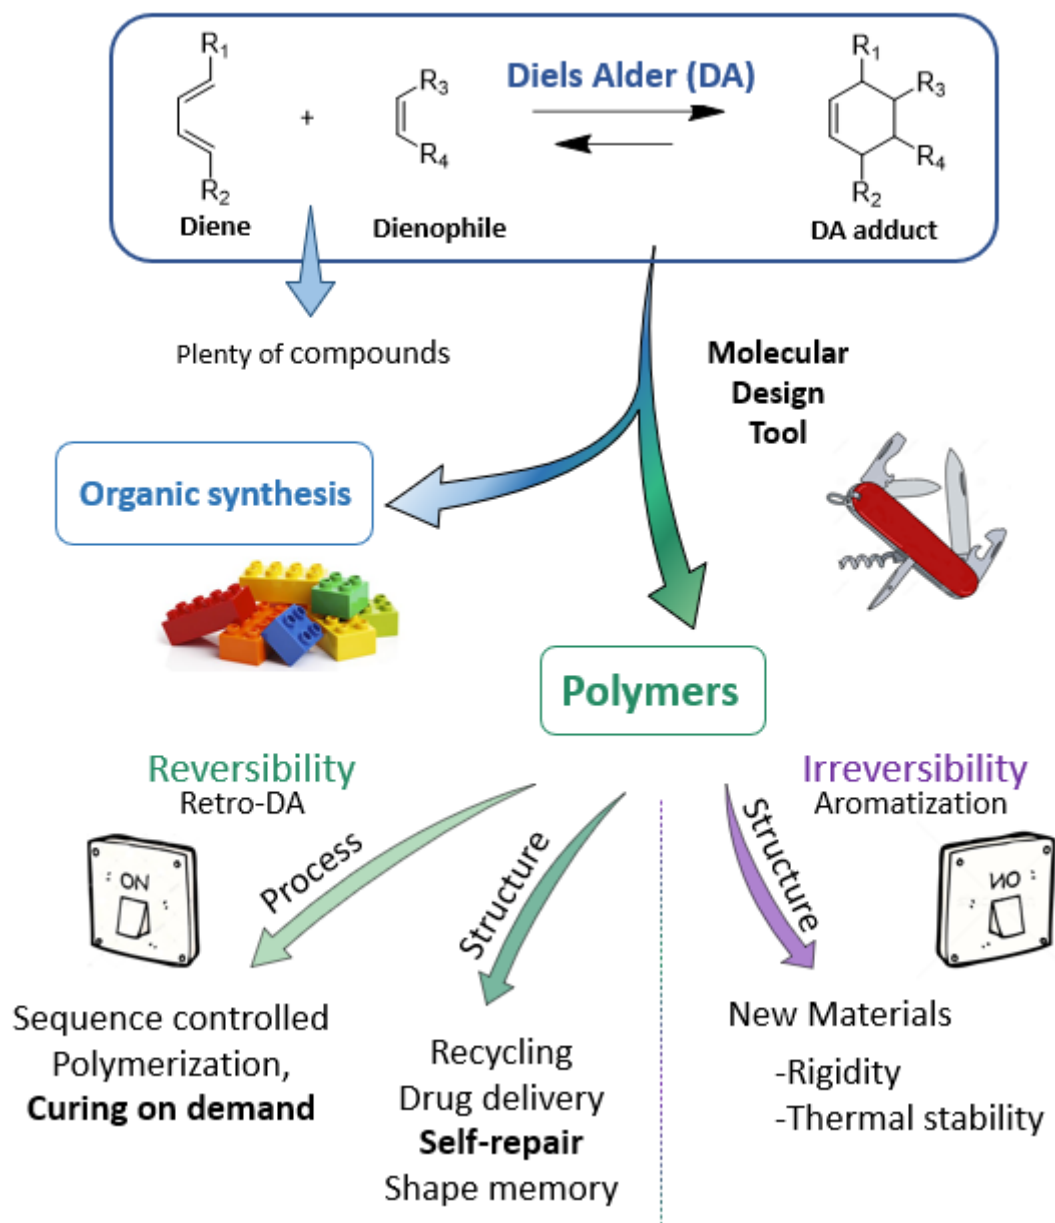 R1
R3
Diels Alder (DA)
R1
R3
+
R4
R4
R2
R2
Diene
Dienophile
DA adduct
Plenty of compounds
Molecular
Design
Tool
Organic synthesis
Polymers
Reversibility
Retro-DA
Irreversibility
Aromatization
ON
Process
Structure
Structure
ON
Sequence controlled
Polymerization,
Curing on demand
Recycling
Drug delivery
Self-repair
Shape memory
New Materials
-Rigidity
-Thermal stability